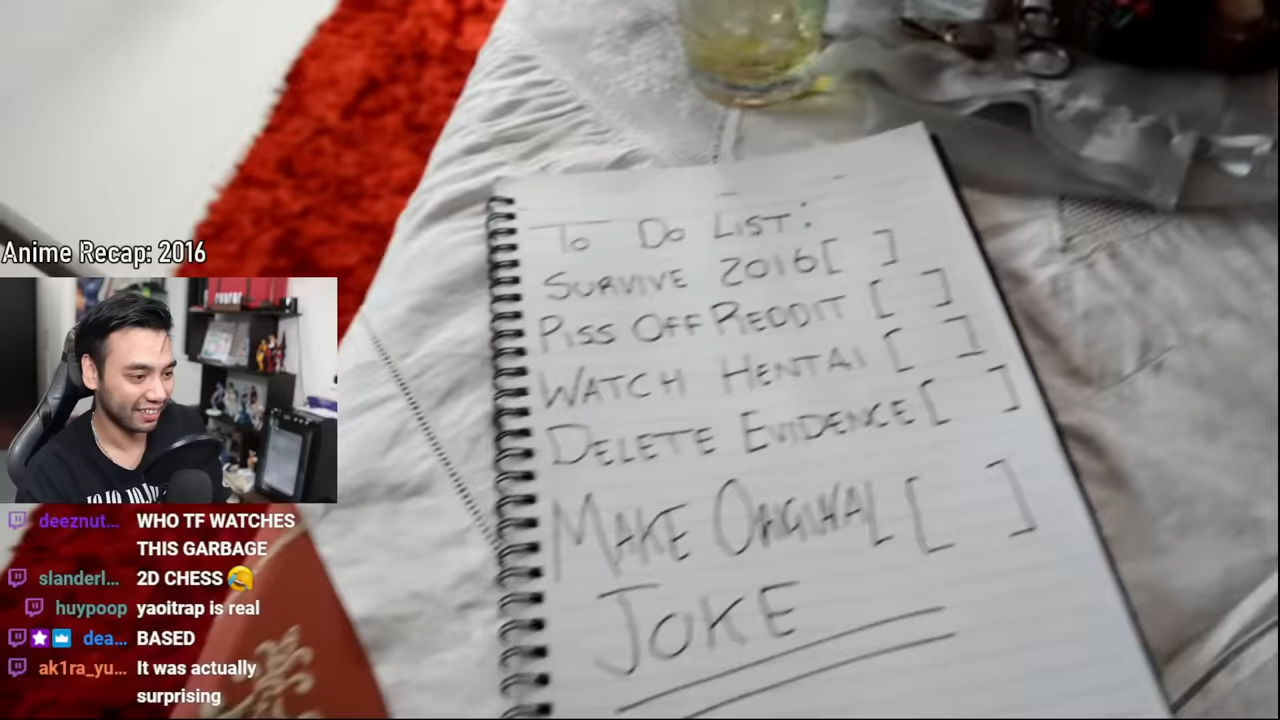 To Do List:
SURVIVE 2016 [ ]
PISS OFF REDDIT [ ]
WATCH HENTAI [ ]
DELETE EVIDENCE [ ]
MAKE ORIGINAL [ ]
JOKE
Anime Recap: 2016
deeznut... WHO TF WATCHES
THIS GARBAGE
slanderl... 2D CHESS 🤣
huypoop yaoitrap is real
dea... BASED
ak1ra_yu... It was actually
surprising